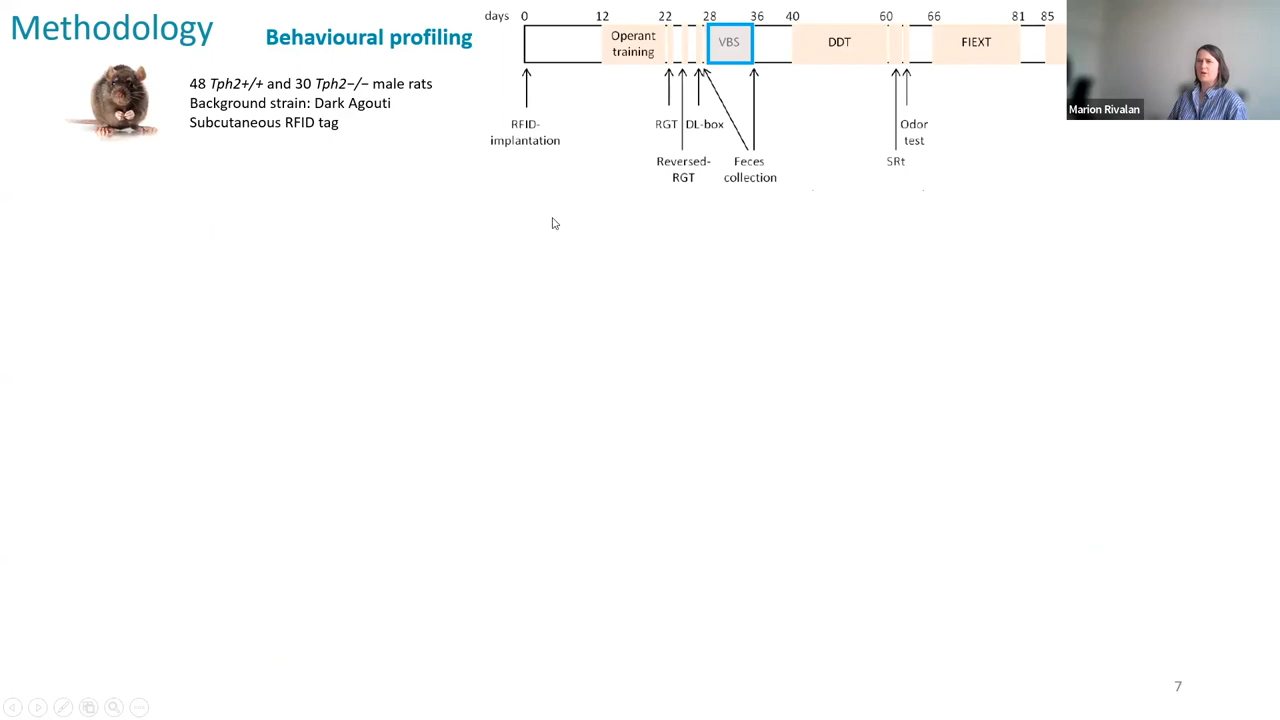 Methodology
Behavioural profiling
48 Tph2+/+ and 30 Tph2−/− male rats
Background strain: Dark Agouti
Subcutaneous RFID tag
days 0 12 22 28 36 40 60 66 81 85
Operant
training
VBS
DDT
FIEXT
RFID-
implantation
RGT
DL-box
Reversed-
RGT
Feces
collection
Odor
test
SRt
Marion Rivalan
7